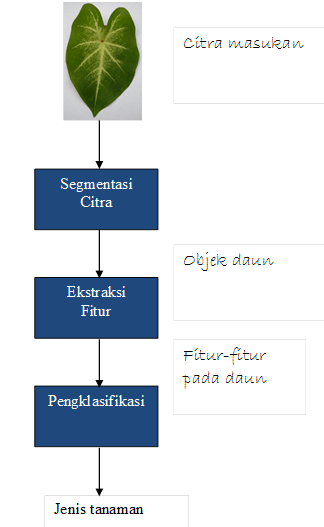 Citra masukan
Segmentasi
Citra
Objek daun
Ekstraksi
Fitur
Fitur-fitur
pada daun
Pengklasifikasi
Jenis tanaman